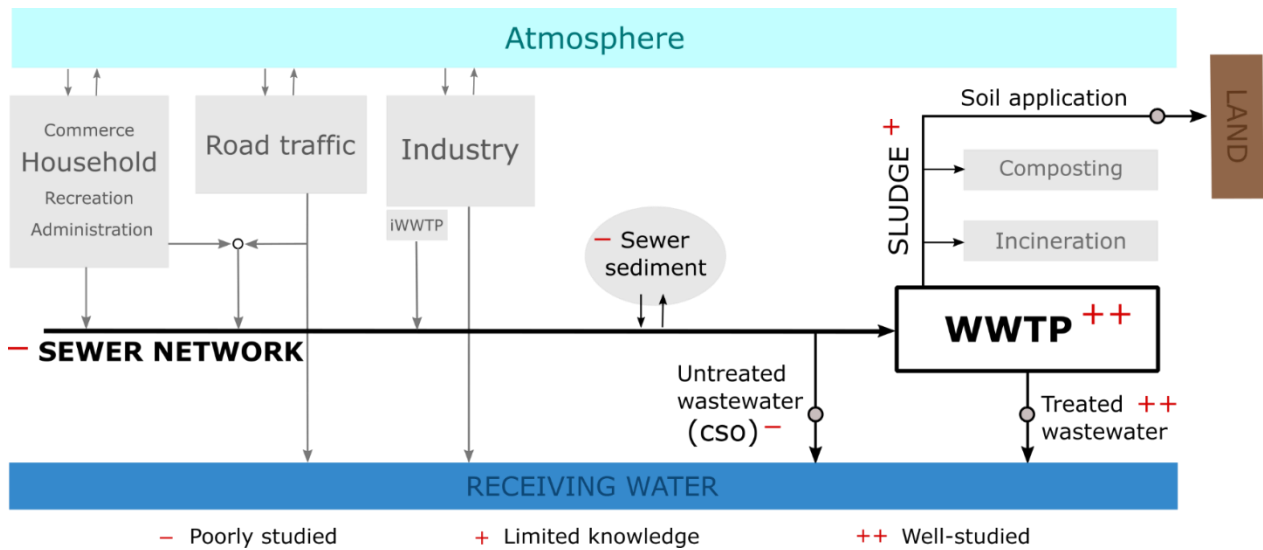 Atmosphere
Commerce
Household
Recreation
Administration
Road traffic
Industry
iWWTP
− Sewer
sediment
Soil application
LAND
SLUDGE +
Composting
Incineration
WWTP ++
− SEWER NETWORK
Untreated
wastewater
(CSO) −
Treated ++
wastewater
RECEIVING WATER
− Poorly studied
+ Limited knowledge
++ Well-studied